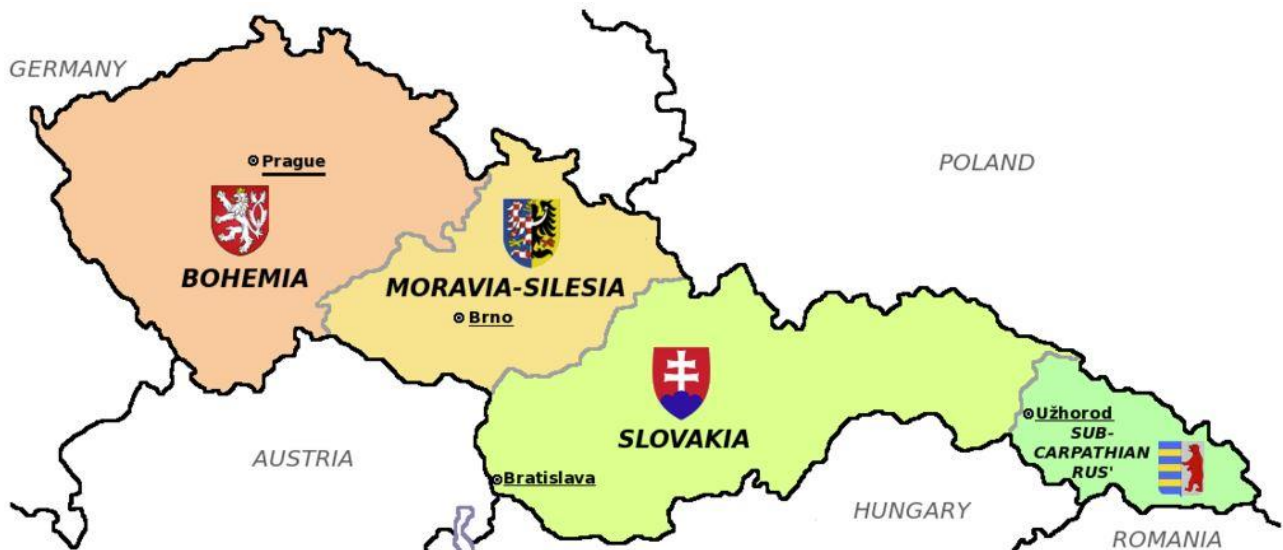 GERMANY
Prague
POLAND
BOHEMIA
MORAVIA-SILESIA
Brno
Užhorod
SUB-
CARPATHIAN
RUS'
SLOVAKIA
AUSTRIA
Bratislava
HUNGARY
ROMANIA